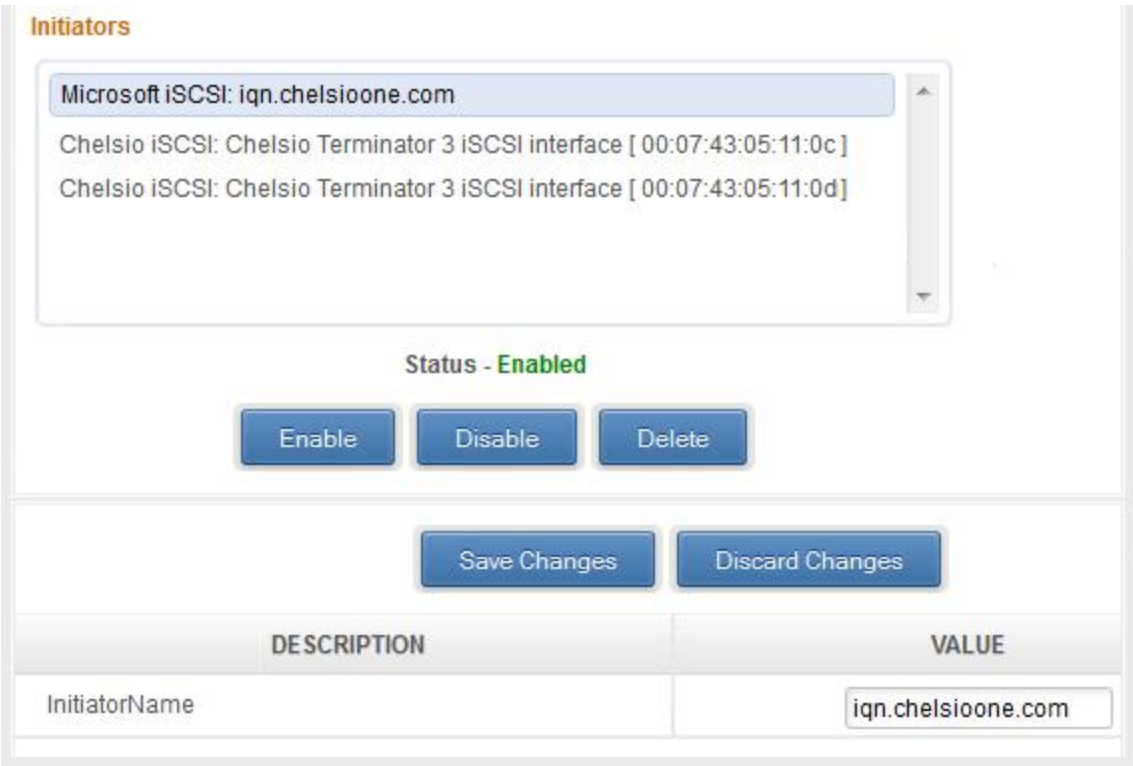 Initiators
Microsoft iSCSI: iqn.chelsioone.com
Chelsio iSCSI: Chelsio Terminator 3 iSCSI interface [ 00:07:43:05:11:0c ]
Chelsio iSCSI: Chelsio Terminator 3 iSCSI interface [ 00:07:43:05:11:0d]
Status - Enabled
Enable Disable Delete
Save Changes Discard Changes
DESCRIPTION VALUE
InitiatorName iqn.chelsioone.com